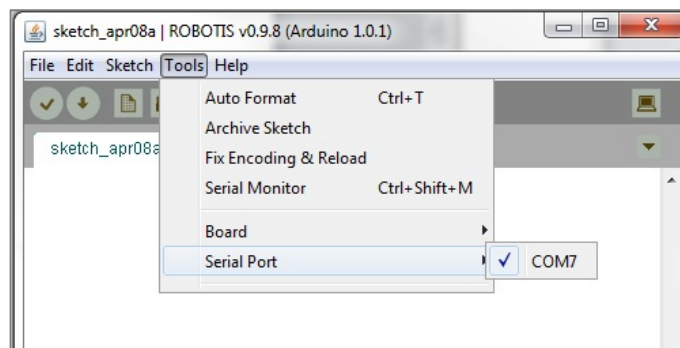 sketch_apr08a | ROBOTIS v0.9.8 (Arduino 1.0.1)
File Edit Sketch Tools Help
Auto Format Ctrl+T
Archive Sketch
sketch_apr08a
Fix Encoding & Reload
Serial Monitor Ctrl+Shift+M
Board
Serial Port
COM7